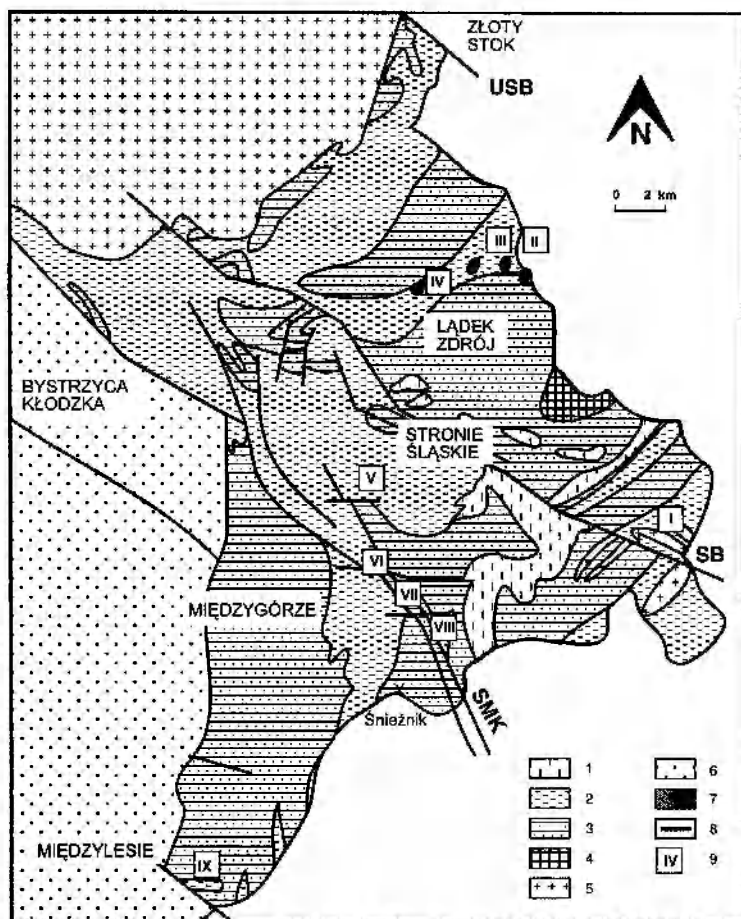 ZŁOTY
STOK
USB
N
0 2 km
III
II
IV
LĄDEK
ZDRÓJ
BYSTRZYCA
KŁODZKA
STRONIE
ŚLĄSKIE
V
I
SB
VI
VII
MIĘDZYGÓRZE
VIII
SMK
Śnieżnik
1
2
3
4
5
6
7
8
IV 9
MIĘDZYLESIE
IX